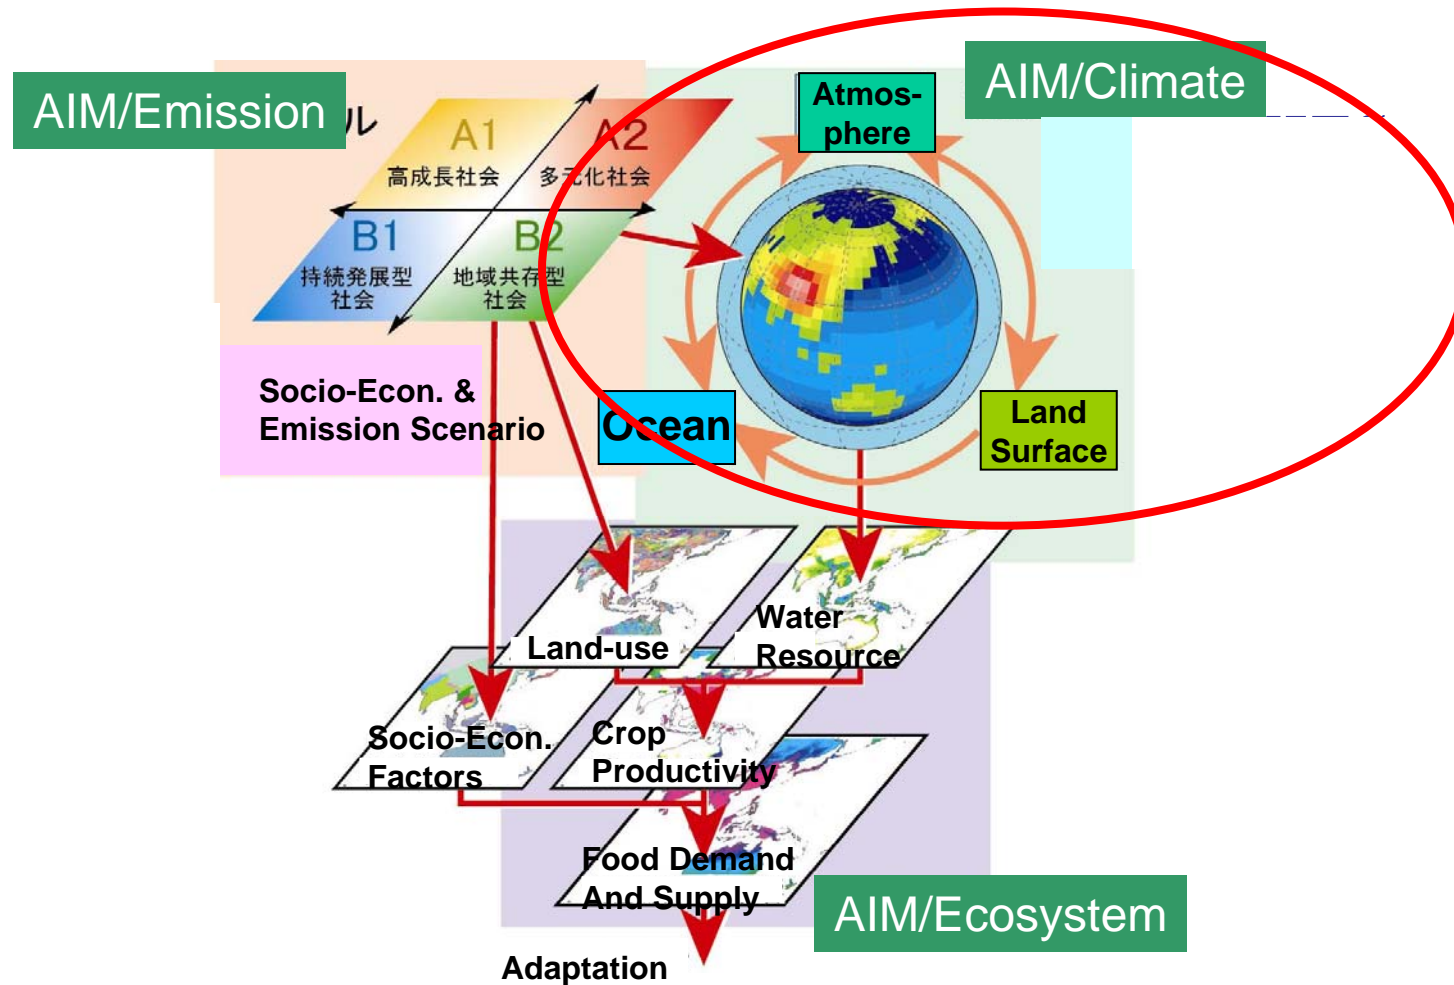 AIM/Emission
ル
A1
高成長社会
A2
多元化社会
B1
持続発展型
社会
B2
地域共存型
社会
Socio-Econ. &
Emission Scenario
AIM/Climate
Atmos-
phere
Ocean
Land
Surface
Land-use
Water
Resource
Socio-Econ.
Factors
Crop
Productivity
Food Demand
And Supply
AIM/Ecosystem
Adaptation